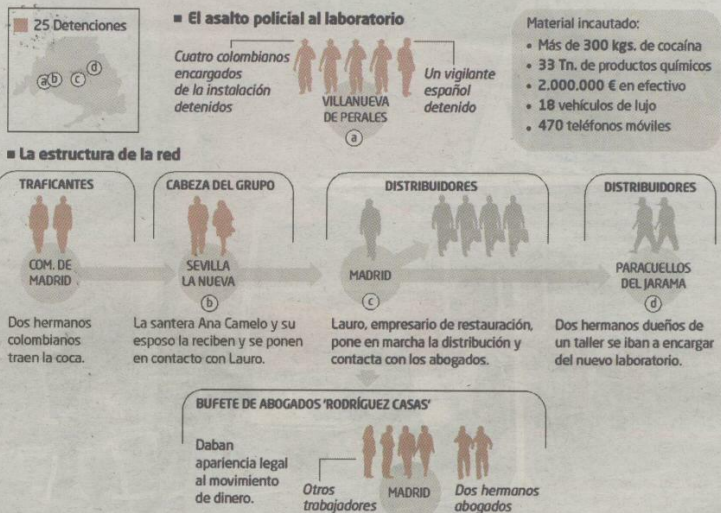 25 Detenciones
a b c d
■ El asalto policial al laboratorio
Cuatro colombianos
encargados
de la instalación
detenidos
VILLANUEVA
DE PERALES
a
Un vigilante
español
detenido
Material incautado:
• Más de 300 kgs. de cocaína
• 33 Tn. de productos químicos
• 2.000.000 € en efectivo
• 18 vehículos de lujo
• 470 teléfonos móviles
■ La estructura de la red
TRAFICANTES
COM. DE
MADRID
Dos hermanos
colombianos
traen la coca.
CABEZA DEL GRUPO
SEVILLA
LA NUEVA
b
La santera Ana Camelo y su
esposo la reciben y se ponen
en contacto con Lauro.
DISTRIBUIDORES
MADRID
c
Lauro, empresario de restauración,
pone en marcha la distribución y
contacta con los abogados.
DISTRIBUIDORES
PARACUELLOS
DEL JARAMA
d
Dos hermanos dueños de
un taller se iban a encargar
del nuevo laboratorio.
BUFETE DE ABOGADOS 'RODRÍGUEZ CASAS'
Daban
apariencia legal
al movimiento
de dinero.
Otros
trabajadores
MADRID
Dos hermanos
abogados